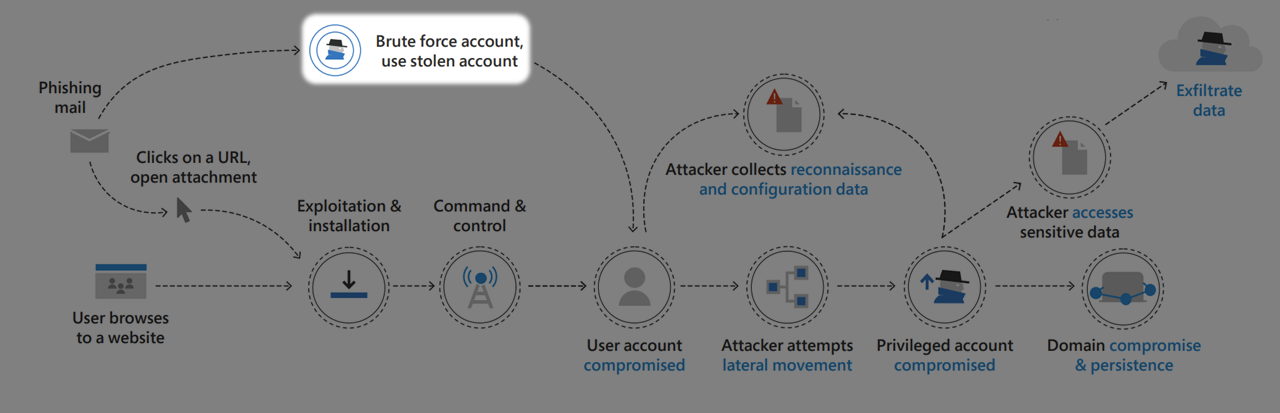 Brute force account,
use stolen account
Phishing
mail
Clicks on a URL,
open attachment
Exploitation &
installation
Command &
control
User browses
to a website
Attacker collects reconnaissance
and configuration data
Exfiltrate
data
Attacker accesses
sensitive data
User account
compromised
Attacker attempts
lateral movement
Privileged account
compromised
Domain compromise
& persistence